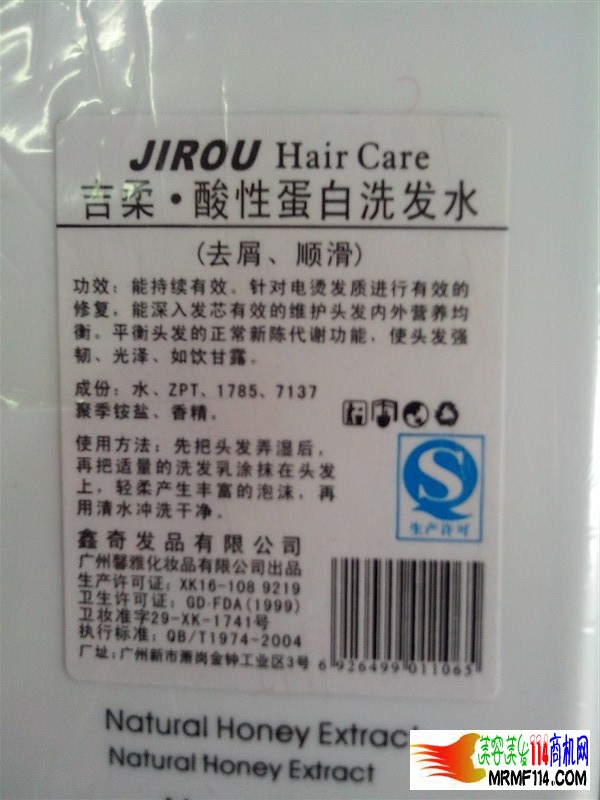 JIROU Hair Care
吉柔·酸性蛋白洗发水
(去屑、顺滑)
功效：能持续有效。针对电烫发质进行有效的
修复，能深入发芯有效的维护头发内外营养均
衡。平衡头发的正常新陈代谢功能，使头发强
韧、光泽、如饮甘露。
成份：水、ZPT、1785、7137
聚季铵盐、香精。
使用方法：先把头发弄湿后，
再把适量的洗发乳涂抹在头发
上，轻柔产生丰富的泡沫，再
用清水冲洗干净。
生产许可
鑫奇发品有限公司
广州馨雅化妆品有限公司出品
生产许可证：XK16-108 9219
卫生许可证：GD·FDA(1999)
卫妆准字29-XK-1741号
执行标准：QB/T1974-2004
厂址：广州新市萧岗金钟工业区3号
6 926499 011065
Natural Honey Extract
Natural Honey Extract
美容美发114商机网
MRMF114.COM